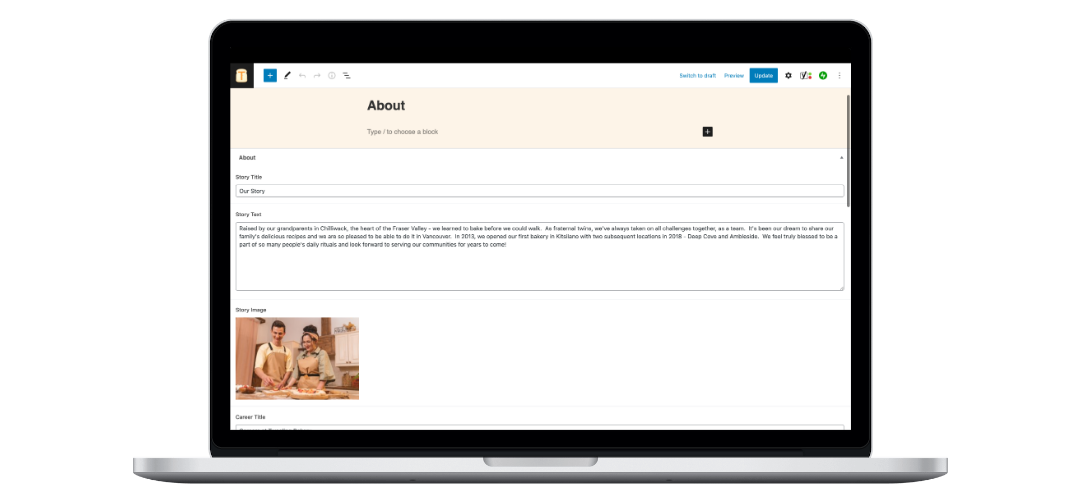 T
Switch to draft Preview Update
About
Type / to choose a block
About
Story Title
Our Story
Story Text
Raised by our grandparents in Chilliwack, the heart of the Fraser Valley - we learned to bake before we could walk. As fraternal twins, we've always taken on all challenges together, as a team. It's been our dream to share our
family's delicious recipes and we are so pleased to be able to do it in Vancouver. In 2013, we opened our first bakery in Kitsilano with two subsequent locations in 2018 - Deep Cove and Ambleside. We feel truly blessed to be a
part of so many people's daily rituals and look forward to serving our communities for years to come!
Story Image
Career Title